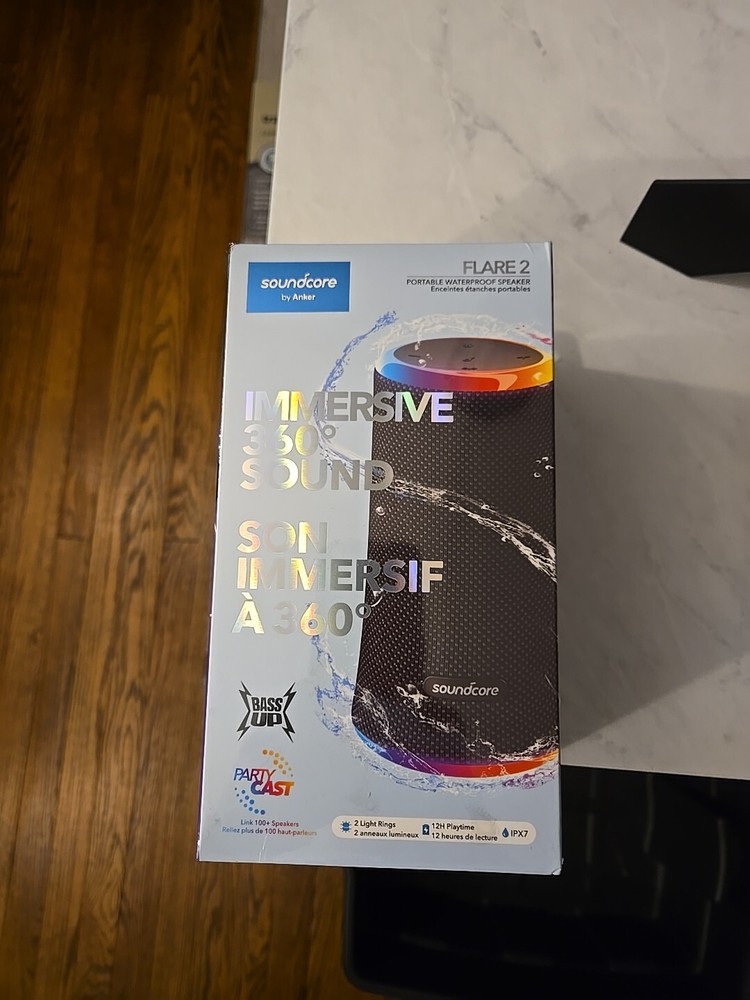 soundcore
by Anker
FLARE 2
PORTABLE WATERPROOF SPEAKER
Enceintes étanches portables
IMMERSIVE
360°
SOUND
SON
IMMERSIF
À 360°
soundcore
BASS
UP
PARTY
CAST
Link 100+ Speakers
Reliez plus de 100 haut-parleurs
2 Light Rings
2 anneaux lumineux
12H Playtime
12 heures de lecture
IPX7